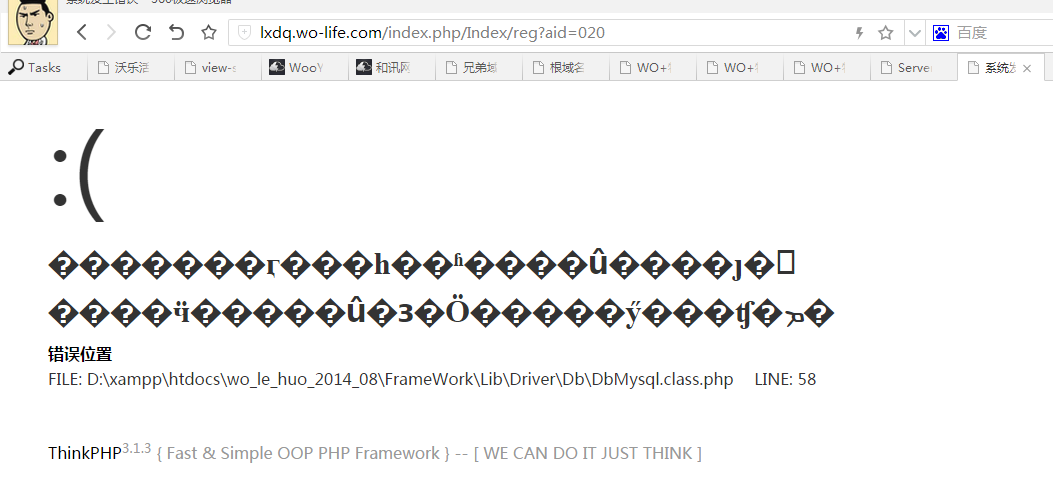 lxdq.wo-life.com/index.php/Index/reg?aid=020
百度
Tasks
沃乐活
view-s
WooY
和讯网
兄弟域
根域名
WO+
WO+
WO+
Server
系统发
:(
错误位置
FILE: D:\xampp\htdocs\wo_le_huo_2014_08\FrameWork\Lib\Driver\Db\DbMysql.class.php LINE: 58
ThinkPHP3.1.3 { Fast & Simple OOP PHP Framework } -- [ WE CAN DO IT JUST THINK ]